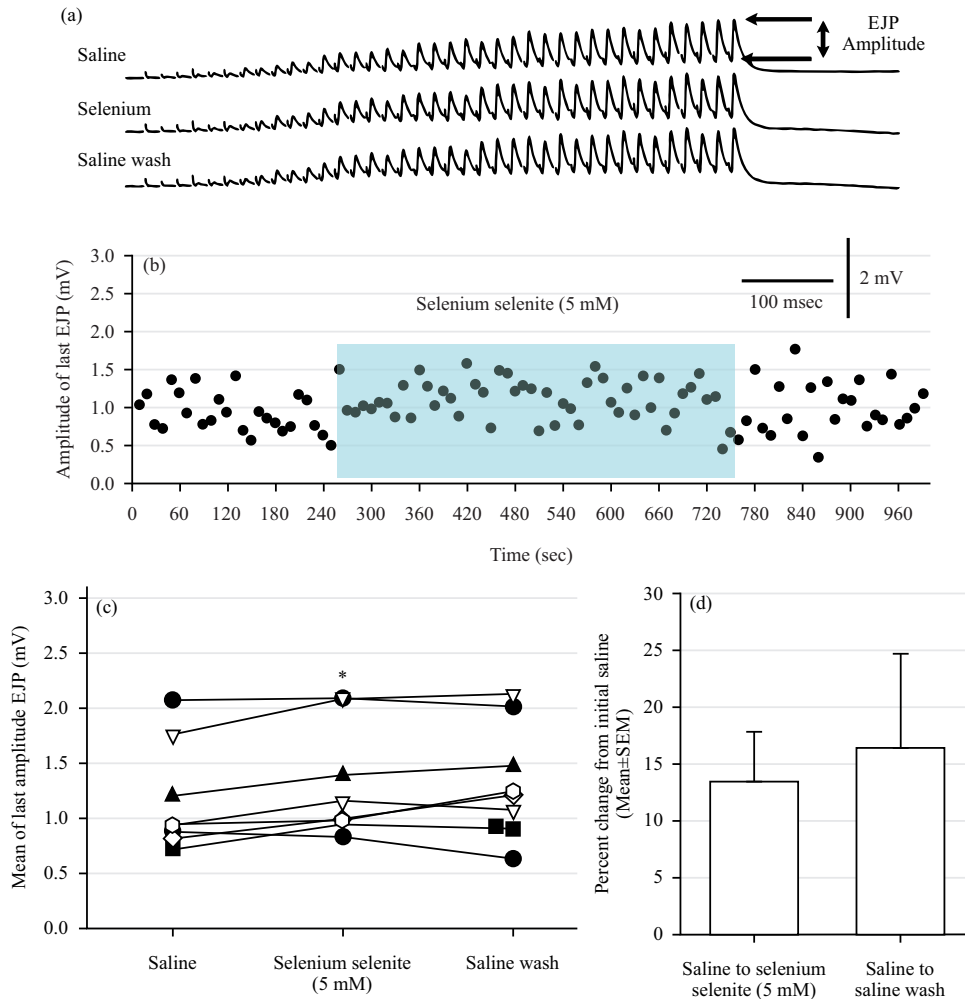 (a)
EJP
Amplitude
Saline
Selenium
Saline wash
(b)
3.0
2.5
2.0
1.5
1.0
0.5
0.0
Amplitude of last EJP (mV)
Selenium selenite (5 mM)
2 mV
100 msec
0 60 120 180 240 300 360 420 480 540 600 660 720 780 840 900 960
Time (sec)
(c)
3.0
2.5
2.0
1.5
1.0
0.5
0.0
Mean of last amplitude EJP (mV)
*
Saline
Selenium selenite
(5 mM)
Saline wash
(d)
30
25
20
15
10
5
0
Percent change from initial saline
(Mean±SEM)
Saline to selenium
selenite (5 mM)
Saline to
saline wash